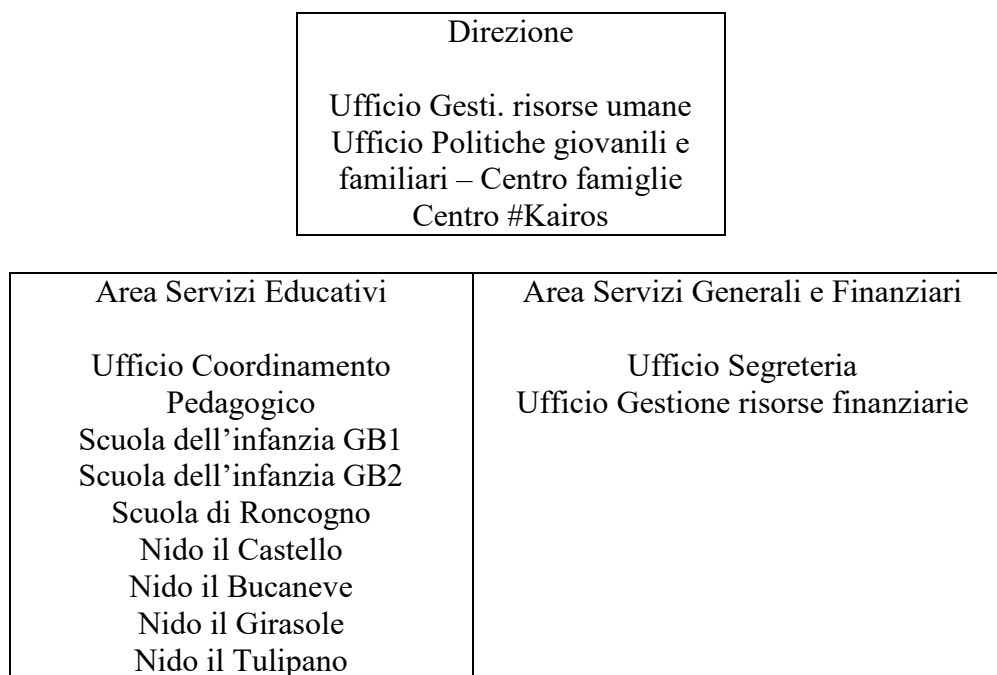 Direzione
Ufficio Gesti. risorse umane
Ufficio Politiche giovanili e
familiari – Centro famiglie
Centro #Kairos
Area Servizi Educativi
Ufficio Coordinamento
Pedagogico
Scuola dell’infanzia GB1
Scuola dell’infanzia GB2
Scuola di Roncogno
Nido il Castello
Nido il Bucaneve
Nido il Girasole
Nido il Tulipano
Area Servizi Generali e Finanziari
Ufficio Segreteria
Ufficio Gestione risorse finanziarie